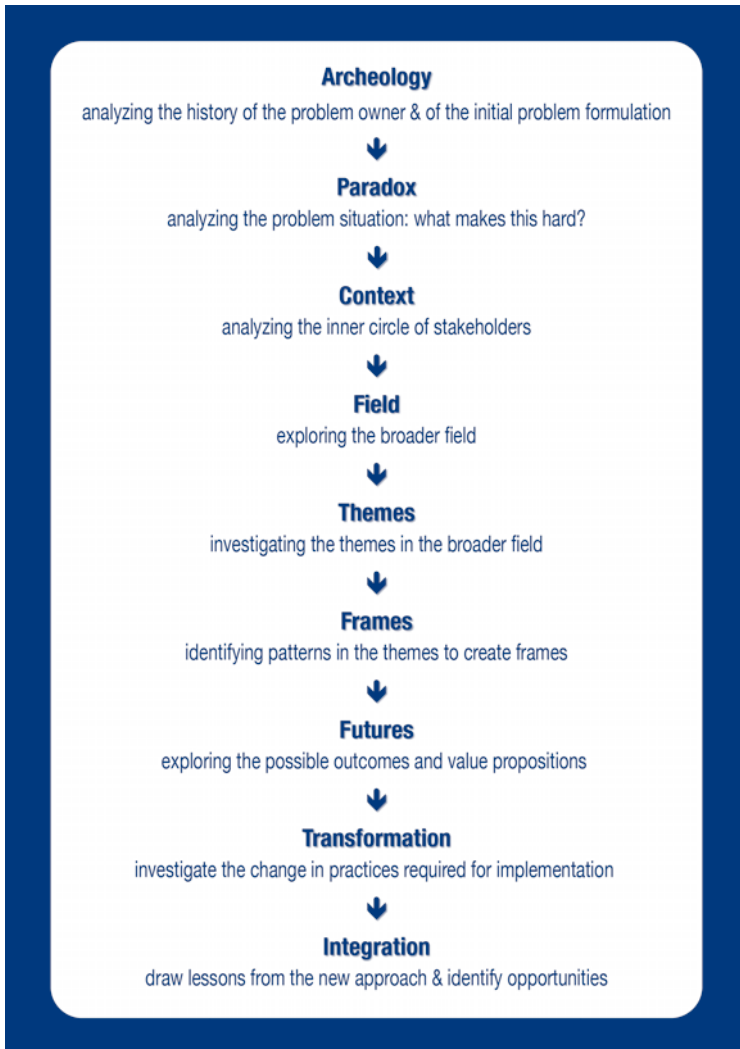 Archeology
analyzing the history of the problem owner & of the initial problem formulation
Paradox
analyzing the problem situation: what makes this hard?
Context
analyzing the inner circle of stakeholders
Field
exploring the broader field
Themes
investigating the themes in the broader field
Frames
identifying patterns in the themes to create frames
Futures
exploring the possible outcomes and value propositions
Transformation
investigate the change in practices required for implementation
Integration
draw lessons from the new approach & identify opportunities